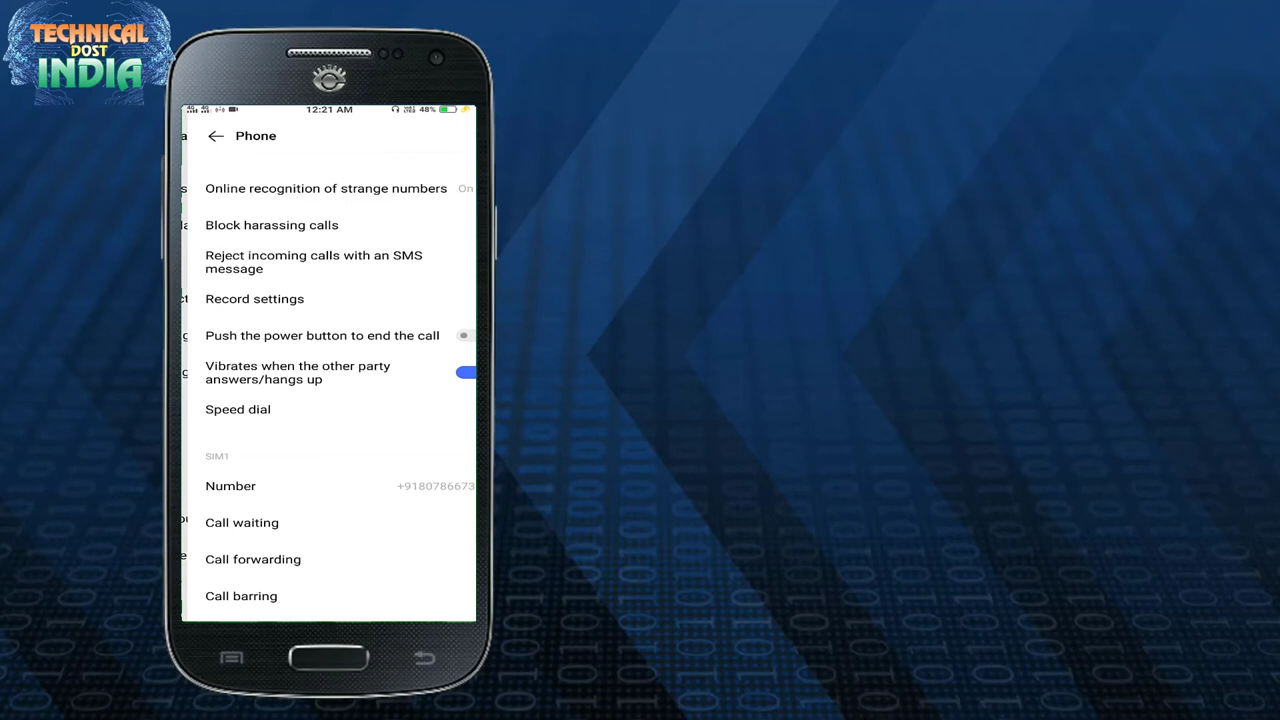 TECHNICAL
DOST
INDIA
12:21 AM
48%
Phone
Online recognition of strange numbers On
Block harassing calls
Reject incoming calls with an SMS
message
Record settings
Push the power button to end the call
Vibrates when the other party
answers/hangs up
Speed dial
SIM1
Number +9180786673
Call waiting
Call forwarding
Call barring